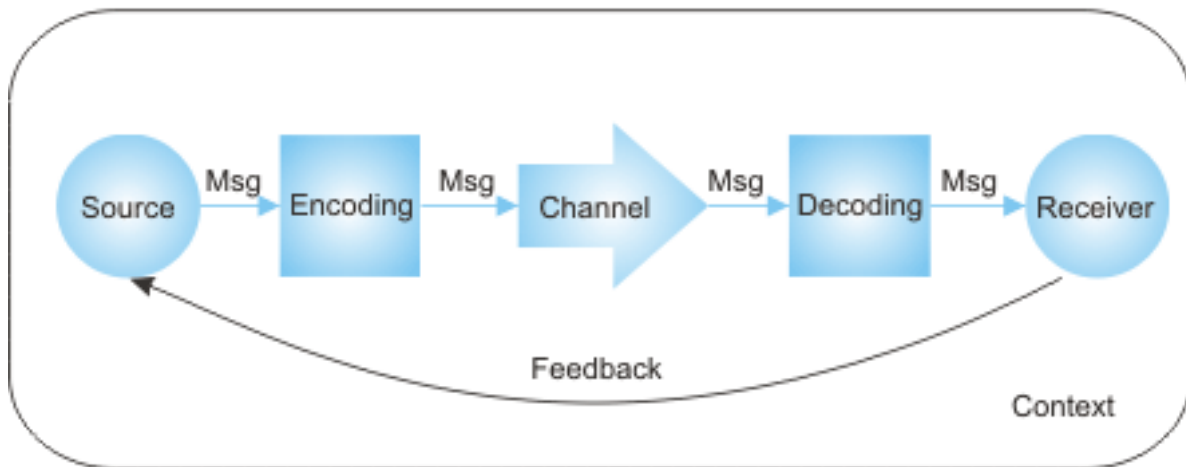 Msg
Msg
Msg
Msg
Source
Encoding
Channel
Decoding
Receiver
Feedback
Context